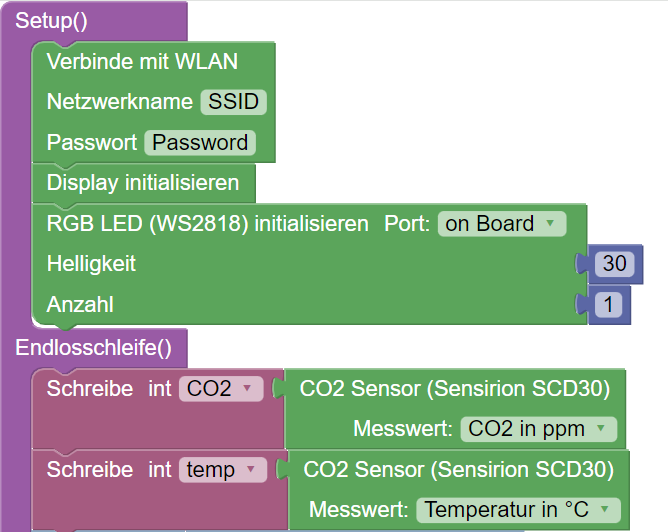 Setup()
Verbinde mit WLAN
Netzwerkname SSID
Passwort Password
Display initialisieren
RGB LED (WS2818) initialisieren Port: on Board
Helligkeit 30
Anzahl 1
Endlosschleife()
Schreibe int CO2 CO2 Sensor (Sensirion SCD30)
Messwert: CO2 in ppm
Schreibe int temp CO2 Sensor (Sensirion SCD30)
Messwert: Temperatur in °C